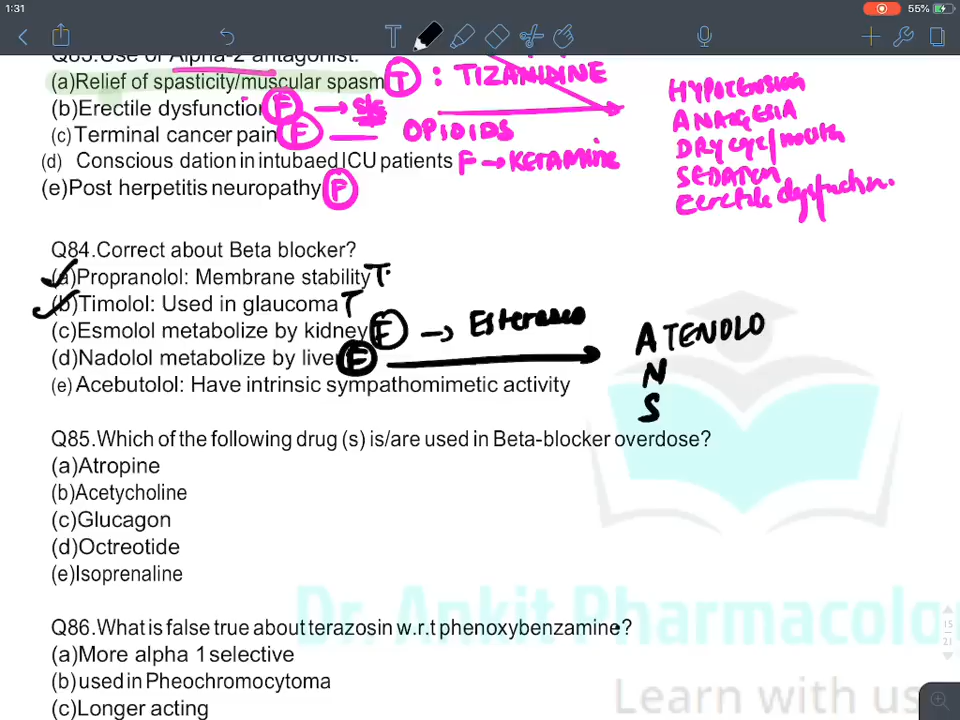 1:31
55%
T
Q83.Use of Alpha-2 antagonist:
(a)Relief of spasticity/muscular spasm T : TIZANIDINE
(b)Erectile dysfunction F → S/E
(c) Terminal cancer pain F — OPIOIDS
(d) Conscious dation in intubaed ICU patients F → KETAMINE
(e)Post herpetitis neuropathy F
HYPOTENSION
ANALGESIA
DRY eye/mouth
SEDATION
Erectile dysfunction.
Q84.Correct about Beta blocker?
(a)Propranolol: Membrane stability T
(b)Timolol: Used in glaucoma T
(c)Esmolol metabolize by kidney F → Esterases
(d)Nadolol metabolize by liver F
(e) Acebutolol: Have intrinsic sympathomimetic activity
ATENOLO
N
S
Q85.Which of the following drug (s) is/are used in Beta-blocker overdose?
(a)Atropine
(b)Acetycholine
(c)Glucagon
(d)Octreotide
(e)Isoprenaline
Q86.What is false true about terazosin w.r.t phenoxybenzamine?
(a)More alpha 1 selective
(b)used in Pheochromocytoma
(c)Longer acting
Dr. Ankit Pharmacolo
Learn with us
15
21